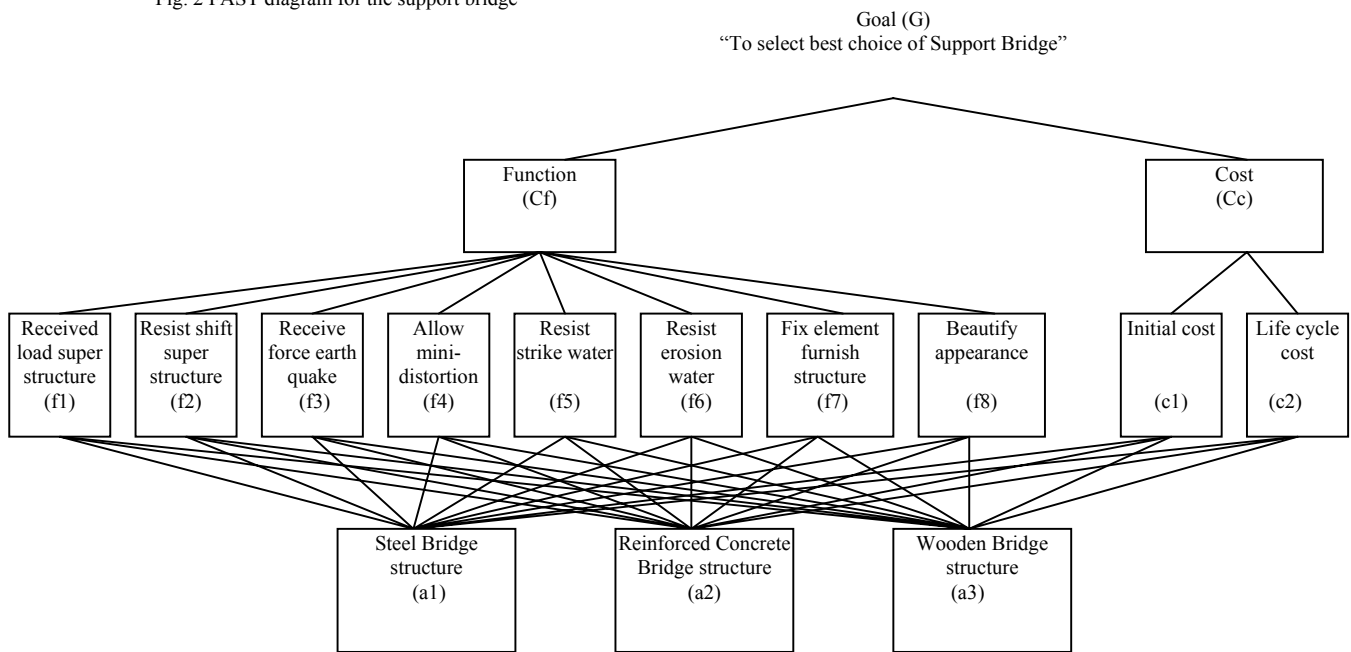 Fig. 2 FAST diagram for the support bridge
Goal (G)
“To select best choice of Support Bridge”
Function
(Cf)
Cost
(Cc)
Received
load super
structure
(f1)
Resist shift
super
structure
(f2)
Receive
force earth
quake
(f3)
Allow
mini-
distortion
(f4)
Resist
strike water
(f5)
Resist
erosion
water
(f6)
Fix element
furnish
structure
(f7)
Beautify
appearance
(f8)
Initial cost
(c1)
Life cycle
cost
(c2)
Steel Bridge
structure
(a1)
Reinforced Concrete
Bridge structure
(a2)
Wooden Bridge
structure
(a3)